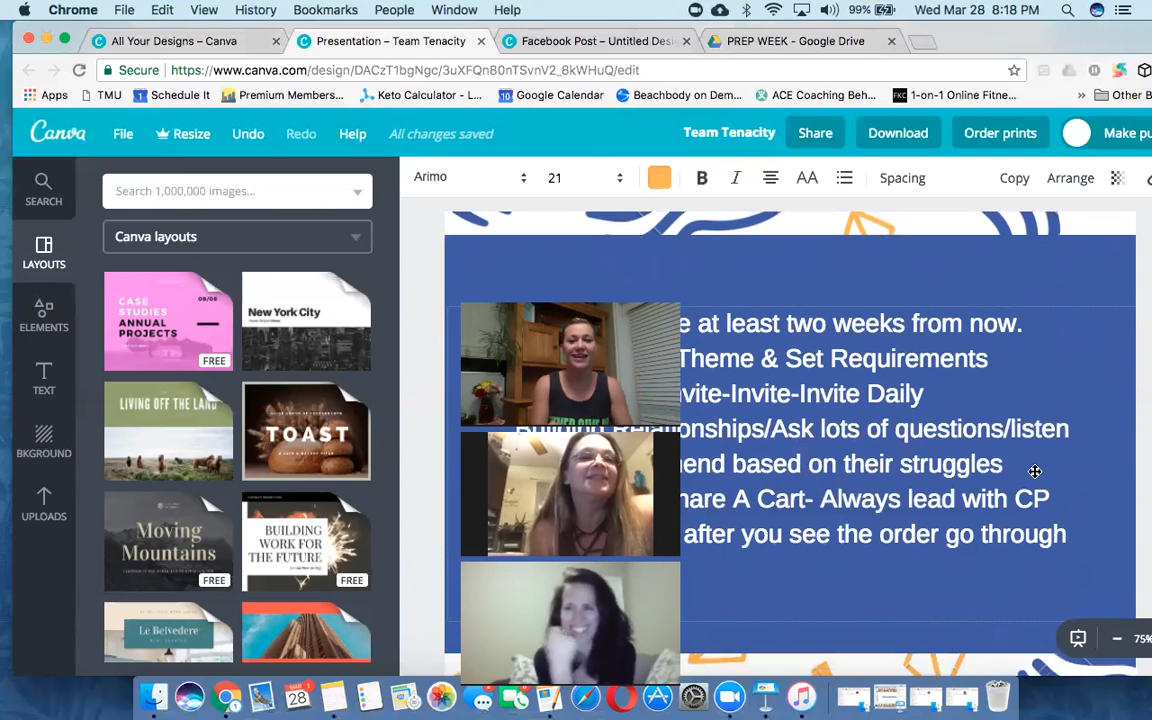 Chrome File Edit View History Bookmarks People Window Help 99% Wed Mar 28 8:18 PM
All Your Designs – Canva Presentation – Team Tenacity Facebook Post – Untitled Desi PREP WEEK - Google Drive
Secure https://www.canva.com/design/DACzT1bgNgc/3uXFQn80nTSvnV2_8kWHuQ/edit
Apps TMU Schedule It Premium Members... Keto Calculator - L... Google Calendar Beachbody on Dem... ACE Coaching Beh... FKC 1-on-1 Online Fitne... » Other B
Canva File Resize Undo Redo Help All changes saved Team Tenacity Share Download Order prints Make pu
SEARCH
LAYOUTS
ELEMENTS
TEXT
BKGROUND
UPLOADS
Search 1,000,000 images...
Canva layouts
CASE STUDIES ANNUAL PROJECTS
FREE
New York City
LIVING OFF THE LAND
TOAST
Moving Mountains
FREE
BUILDING WORK FOR THE FUTURE
FREE
Le Belvedere
Arimo 21 B I AA Spacing Copy Arrange
e at least two weeks from now.
Theme & Set Requirements
nvite-Invite-Invite Daily
Building Relationships/Ask lots of questions/listen
end based on their struggles
hare A Cart- Always lead with CP
after you see the order go through
75%
MAR 28